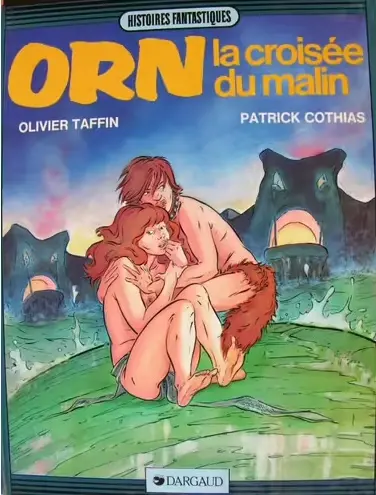 HISTOIRES FANTASTIQUES
ORN la croisée
du malin
OLIVIER TAFFIN
PATRICK COTHIAS
DARGAUD